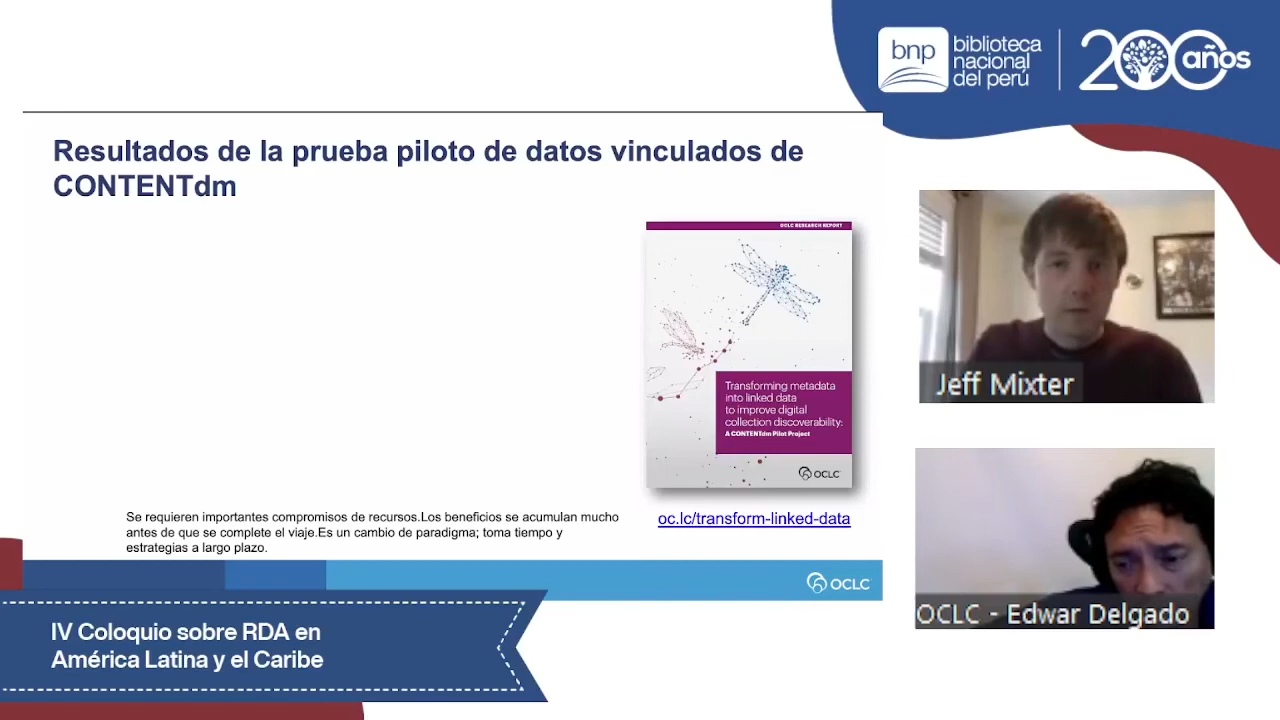 bnp
biblioteca
nacional
del perú
200 años
Resultados de la prueba piloto de datos vinculados de
CONTENTdm
OCLC RESEARCH REPORT
Transforming metadata
into linked data
to improve digital
collection discoverability:
A CONTENTdm Pilot Project
OCLC
Se requieren importantes compromisos de recursos.Los beneficios se acumulan mucho
antes de que se complete el viaje.Es un cambio de paradigma; toma tiempo y
estrategias a largo plazo.
oc.lc/transform-linked-data
OCLC
Jeff Mixter
OCLC - Edwar Delgado
IV Coloquio sobre RDA en
América Latina y el Caribe